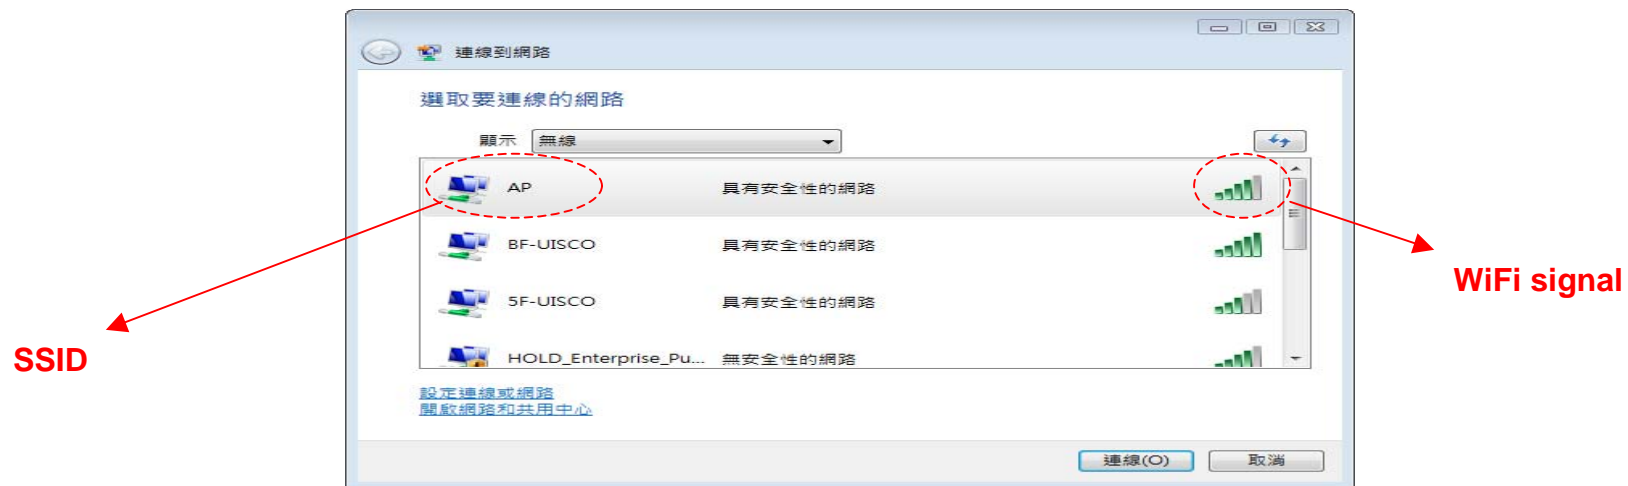 連線到網路
選取要連線的網路
顯示 無線
AP 具有安全性的網路
BF-UISCO 具有安全性的網路
5F-UISCO 具有安全性的網路
HOLD_Enterprise_Pu... 無安全性的網路
設定連線或網路
開啟網路和共用中心
連線(O) 取消
SSID
WiFi signal